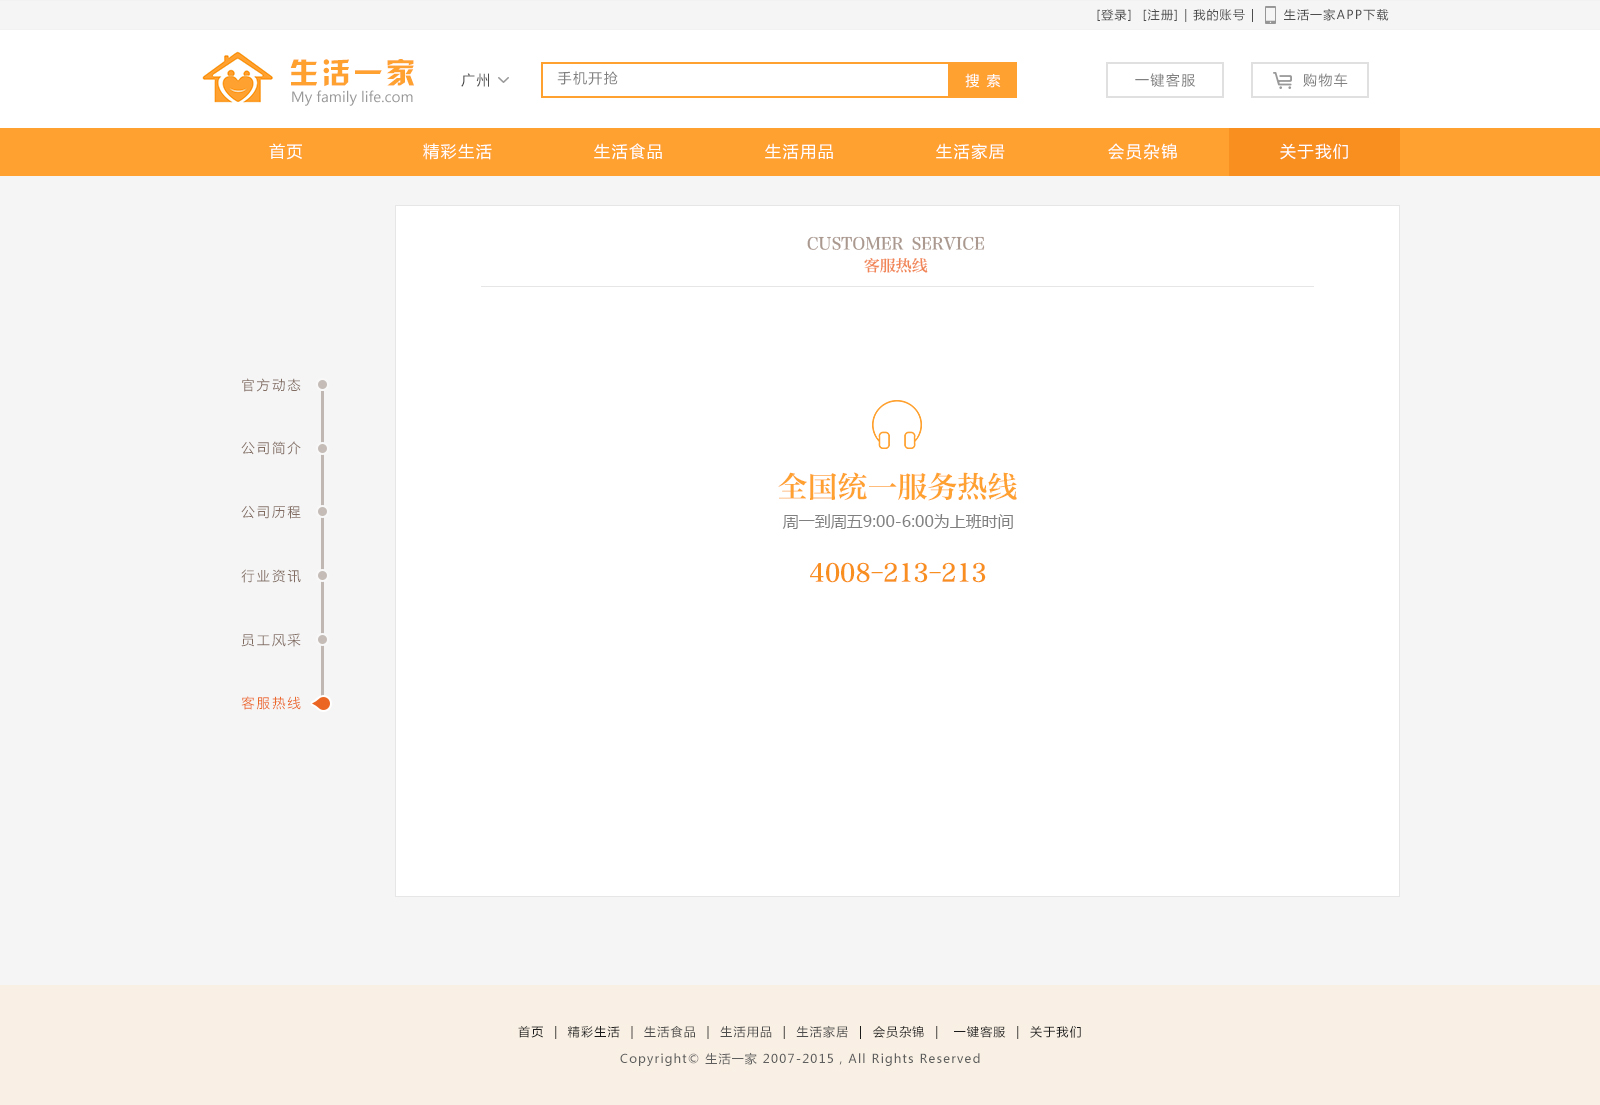 [登录] [注册] | 我的账号 | 生活一家APP下载
生活一家
My family life.com
广州
手机开抢
搜 索
一键客服
购物车
首页 精彩生活 生活食品 生活用品 生活家居 会员杂锦 关于我们
CUSTOMER SERVICE
客服热线
官方动态
公司简介
公司历程
行业资讯
员工风采
客服热线
全国统一服务热线
周一到周五9:00-6:00为上班时间
4008-213-213
首页 | 精彩生活 | 生活食品 | 生活用品 | 生活家居 | 会员杂锦 | 一键客服 | 关于我们
Copyright© 生活一家 2007-2015 , All Rights Reserved